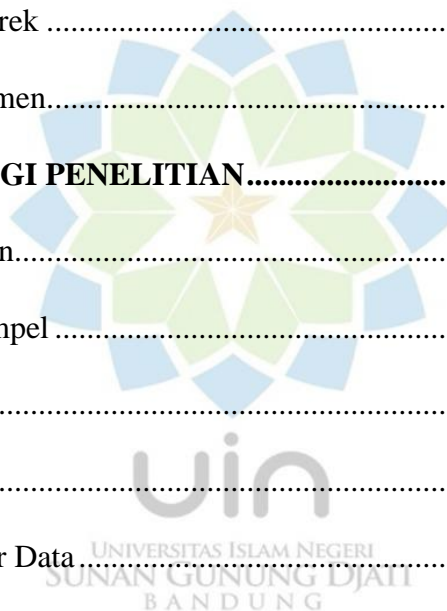 rek ........................................................
men........................................................
GI PENELITIAN..............................
n............................................................
mpel ......................................................
...............................................................
uin
...............................................................
r Data ....................................................
UNIVERSITAS ISLAM NEGERI
SUNAN GUNUNG DJATI
BANDUNG